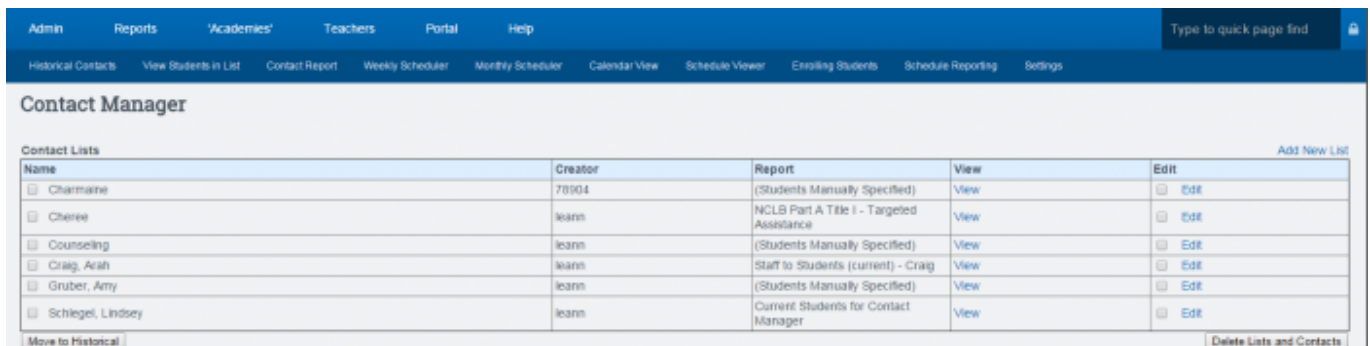 Admin Reports 'Academies' Teachers Portal Help Type to quick page find
Historical Contacts View Students in List Contact Report Weekly Scheduler Monthly Scheduler Calendar View Schedule Viewer Enrolling Students Schedule Reporting Settings
Contact Manager
Contact Lists Add New List
Name Creator Report View Edit
Charmaine 78904 (Students Manually Specified) View Edit
Cheree leann NCLB Part A Title I - Targeted
Assistance View Edit
Counseling leann (Students Manually Specified) View Edit
Craig, Arah leann Staff to Students (current) - Craig View Edit
Gruber, Amy leann (Students Manually Specified) View Edit
Schlegel, Lindsey leann Current Students for Contact
Manager View Edit
Move to Historical Delete Lists and Contacts